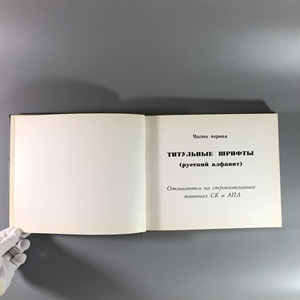 Часть первая
ТИТУЛЬНЫЕ ШРИФТЫ
(русский алфавит)
Отливаются на строкоотливных
машинах СК и АПЛ